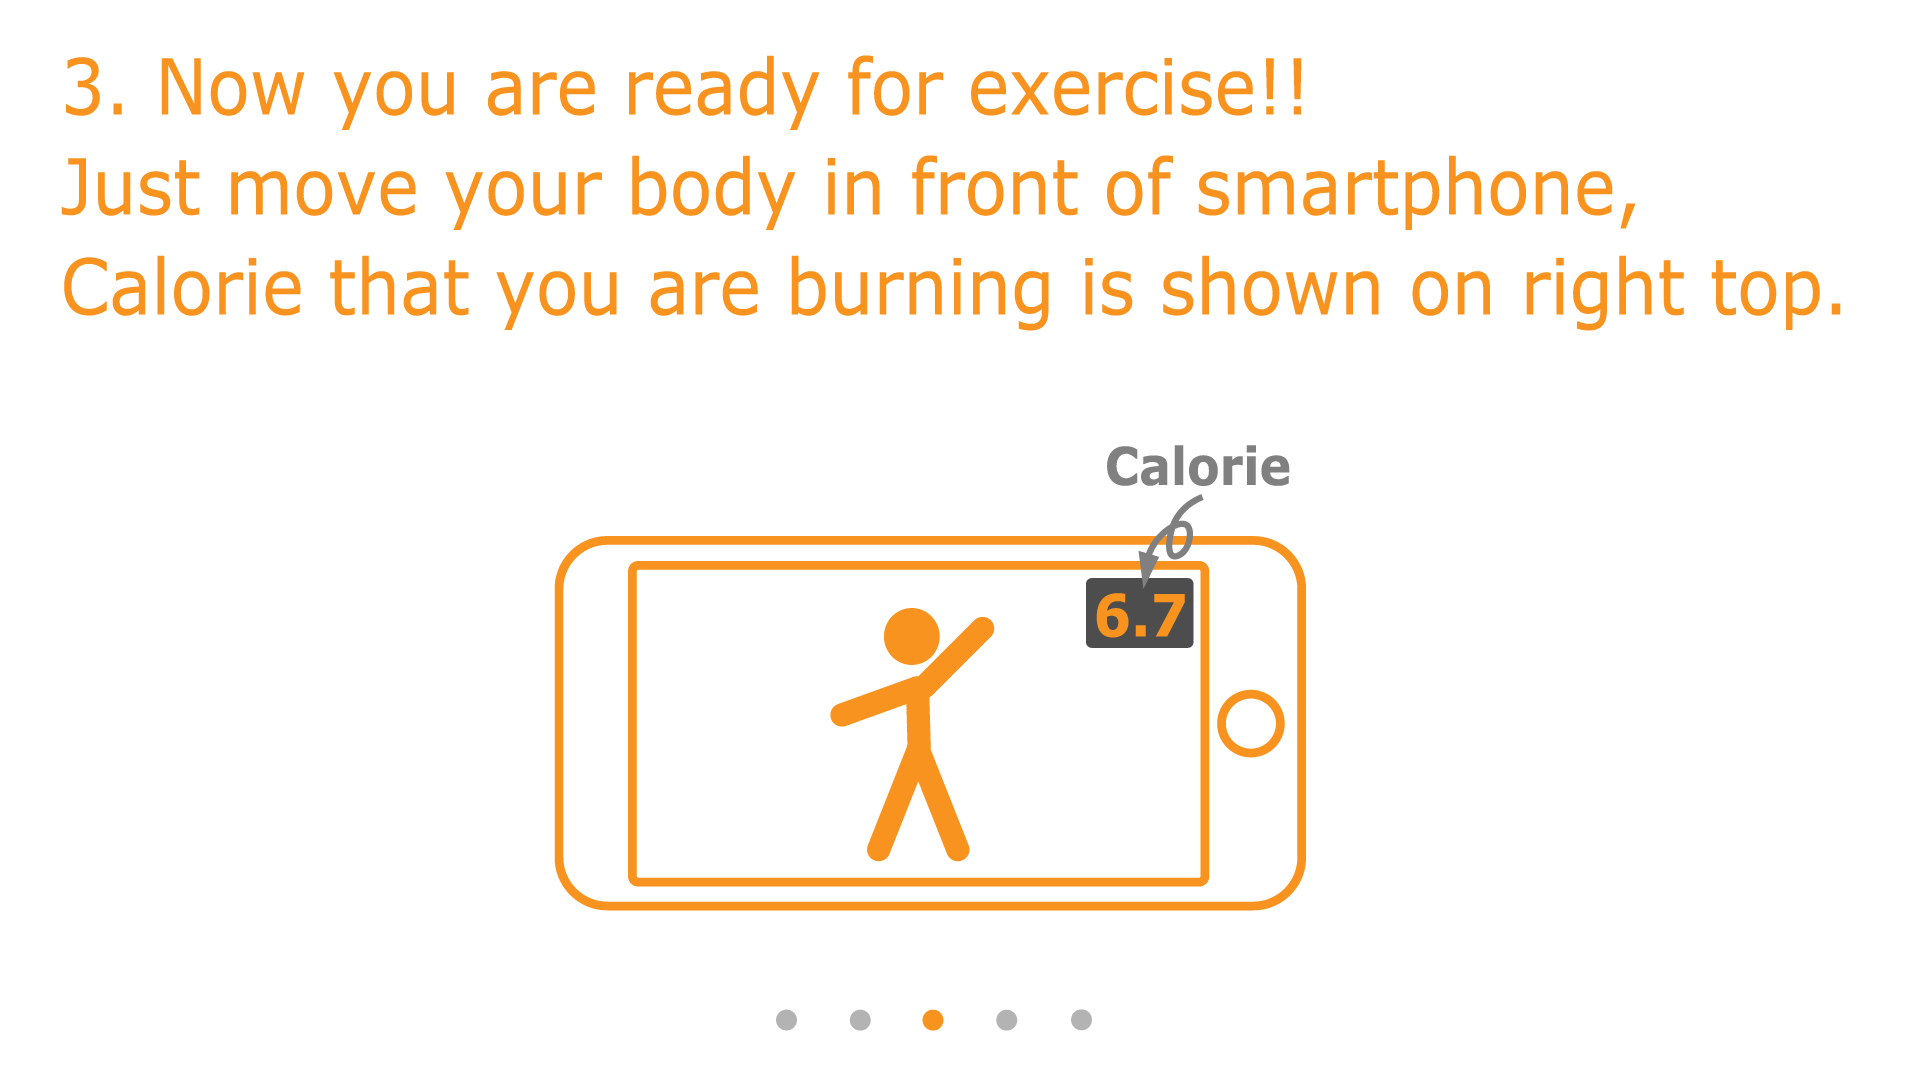 3. Now you are ready for exercise!!
Just move your body in front of smartphone,
Calorie that you are burning is shown on right top.
Calorie
6.7